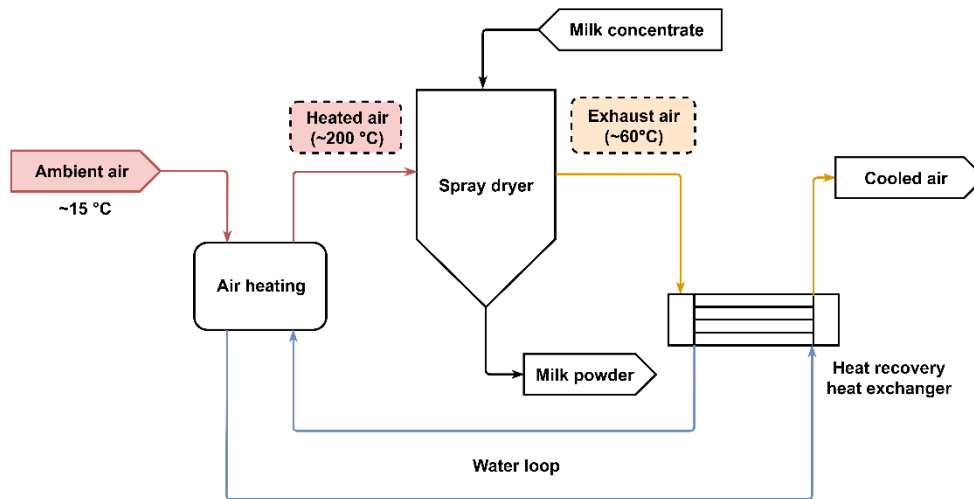 Milk concentrate
Heated air
(~200 °C)
Exhaust air
(~60°C)
Ambient air
~15 °C
Spray dryer
Cooled air
Air heating
Milk powder
Heat recovery
heat exchanger
Water loop